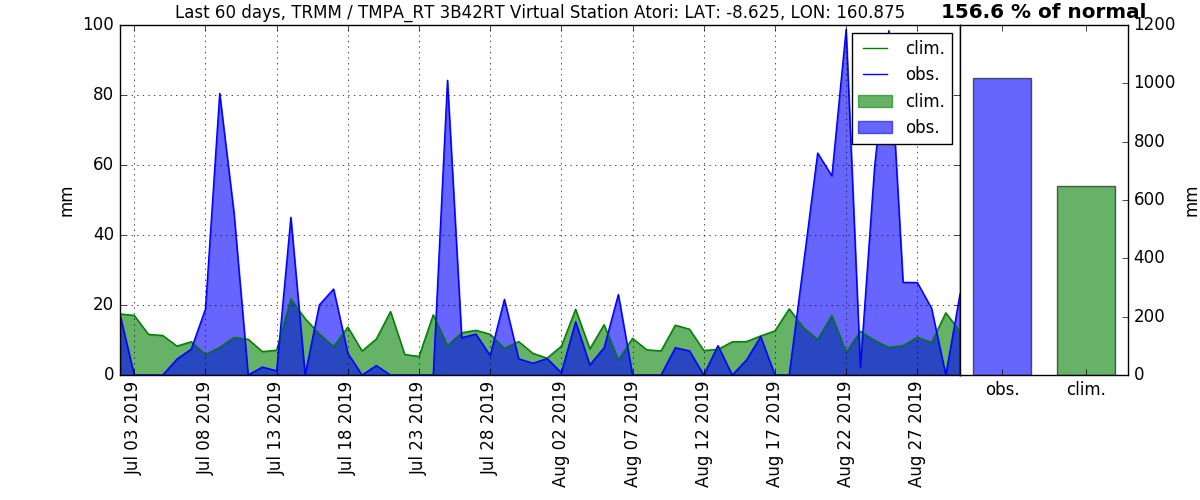 Last 60 days, TRMM / TMPA_RT 3B42RT Virtual Station Atori: LAT: -8.625, LON: 160.875
156.6 % of normal
100
80
60
40
20
0
mm
clim.
obs.
clim.
obs.
1200
1000
800
600
400
200
0
mm
Jul 03 2019
Jul 08 2019
Jul 13 2019
Jul 18 2019
Jul 23 2019
Jul 28 2019
Aug 02 2019
Aug 07 2019
Aug 12 2019
Aug 17 2019
Aug 22 2019
Aug 27 2019
obs.
clim.